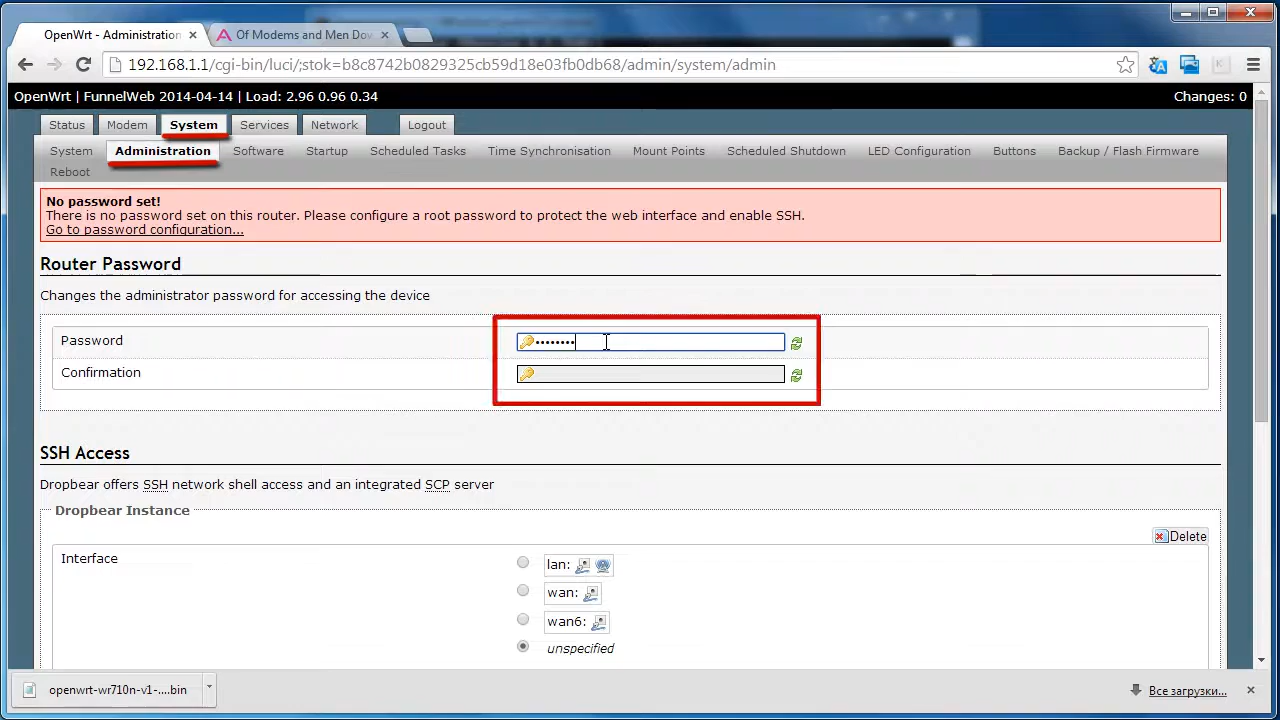 OpenWrt - Administration
Of Modems and Men Dov
192.168.1.1/cgi-bin/luci/;stok=b8c8742b0829325cb59d18e03fb0db68/admin/system/admin
OpenWrt | FunnelWeb 2014-04-14 | Load: 2.96 0.96 0.34 Changes: 0
Status Modem System Services Network Logout
System Administration Software Startup Scheduled Tasks Time Synchronisation Mount Points Scheduled Shutdown LED Configuration Buttons Backup / Flash Firmware
Reboot
No password set!
There is no password set on this router. Please configure a root password to protect the web interface and enable SSH.
Go to password configuration...
Router Password
Changes the administrator password for accessing the device
Password ••••••••
Confirmation
SSH Access
Dropbear offers SSH network shell access and an integrated SCP server
Dropbear Instance
Delete
Interface
lan:
wan:
wan6:
unspecified
openwrt-wr710n-v1-....bin
Все загрузки...